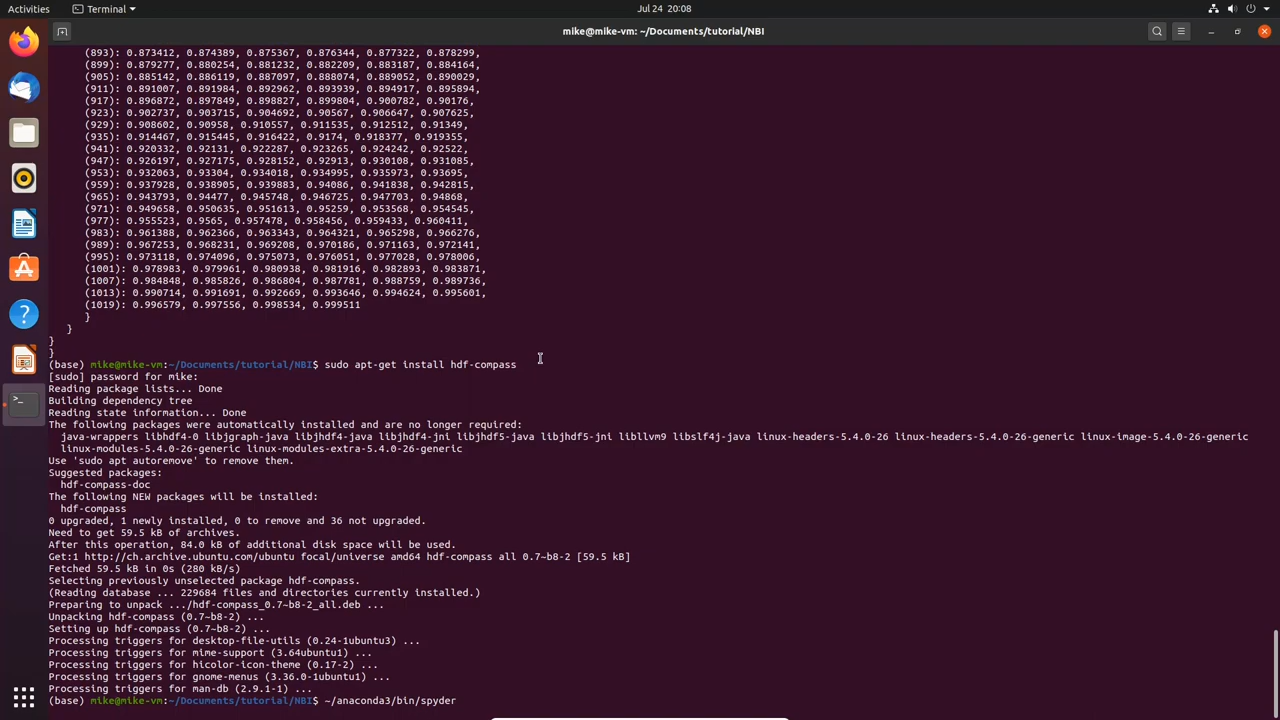 Activities
Terminal
Jul 24 20:08
mike@mike-vm: ~/Documents/tutorial/NBI
(893): 0.873412, 0.874389, 0.875367, 0.876344, 0.877322, 0.878299,
(899): 0.879277, 0.880254, 0.881232, 0.882209, 0.883187, 0.884164,
(905): 0.885142, 0.886119, 0.887097, 0.888074, 0.889052, 0.890029,
(911): 0.891007, 0.891984, 0.892962, 0.893939, 0.894917, 0.895894,
(917): 0.896872, 0.897849, 0.898827, 0.899804, 0.900782, 0.90176,
(923): 0.902737, 0.903715, 0.904692, 0.90567, 0.906647, 0.907625,
(929): 0.908602, 0.90958, 0.910557, 0.911535, 0.912512, 0.91349,
(935): 0.914467, 0.915445, 0.916422, 0.9174, 0.918377, 0.919355,
(941): 0.920332, 0.92131, 0.922287, 0.923265, 0.924242, 0.92522,
(947): 0.926197, 0.927175, 0.928152, 0.92913, 0.930108, 0.931085,
(953): 0.932063, 0.93304, 0.934018, 0.934995, 0.935973, 0.93695,
(959): 0.937928, 0.938905, 0.939883, 0.94086, 0.941838, 0.942815,
(965): 0.943793, 0.94477, 0.945748, 0.946725, 0.947703, 0.94868,
(971): 0.949658, 0.950635, 0.951613, 0.95259, 0.953568, 0.954545,
(977): 0.955523, 0.9565, 0.957478, 0.958456, 0.959433, 0.960411,
(983): 0.961388, 0.962366, 0.963343, 0.964321, 0.965298, 0.966276,
(989): 0.967253, 0.968231, 0.969208, 0.970186, 0.971163, 0.972141,
(995): 0.973118, 0.974096, 0.975073, 0.976051, 0.977028, 0.978006,
(1001): 0.978983, 0.979961, 0.980938, 0.981916, 0.982893, 0.983871,
(1007): 0.984848, 0.985826, 0.986804, 0.987781, 0.988759, 0.989736,
(1013): 0.990714, 0.991691, 0.992669, 0.993646, 0.994624, 0.995601,
(1019): 0.996579, 0.997556, 0.998534, 0.999511
}
}
}
}
(base) mike@mike-vm:~/Documents/tutorial/NBI$ sudo apt-get install hdf-compass
[sudo] password for mike:
Reading package lists... Done
Building dependency tree
Reading state information... Done
The following packages were automatically installed and are no longer required:
java-wrappers libhdf4-0 libjgraph-java libjhdf4-java libjhdf4-jni libjhdf5-java libjhdf5-jni libllvm9 libslf4j-java linux-headers-5.4.0-26 linux-headers-5.4.0-26-generic linux-image-5.4.0-26-generic
linux-modules-5.4.0-26-generic linux-modules-extra-5.4.0-26-generic
Use 'sudo apt autoremove' to remove them.
Suggested packages:
hdf-compass-doc
The following NEW packages will be installed:
hdf-compass
0 upgraded, 1 newly installed, 0 to remove and 36 not upgraded.
Need to get 59.5 kB of archives.
After this operation, 84.0 kB of additional disk space will be used.
Get:1 http://ch.archive.ubuntu.com/ubuntu focal/universe amd64 hdf-compass all 0.7~b8-2 [59.5 kB]
Fetched 59.5 kB in 0s (280 kB/s)
Selecting previously unselected package hdf-compass.
(Reading database ... 229684 files and directories currently installed.)
Preparing to unpack .../hdf-compass_0.7~b8-2_all.deb ...
Unpacking hdf-compass (0.7~b8-2) ...
Setting up hdf-compass (0.7~b8-2) ...
Processing triggers for desktop-file-utils (0.24-1ubuntu3) ...
Processing triggers for mime-support (3.64ubuntu1) ...
Processing triggers for hicolor-icon-theme (0.17-2) ...
Processing triggers for gnome-menus (3.36.0-1ubuntu1) ...
Processing triggers for man-db (2.9.1-1) ...
(base) mike@mike-vm:~/Documents/tutorial/NBI$ ~/anaconda3/bin/spyder